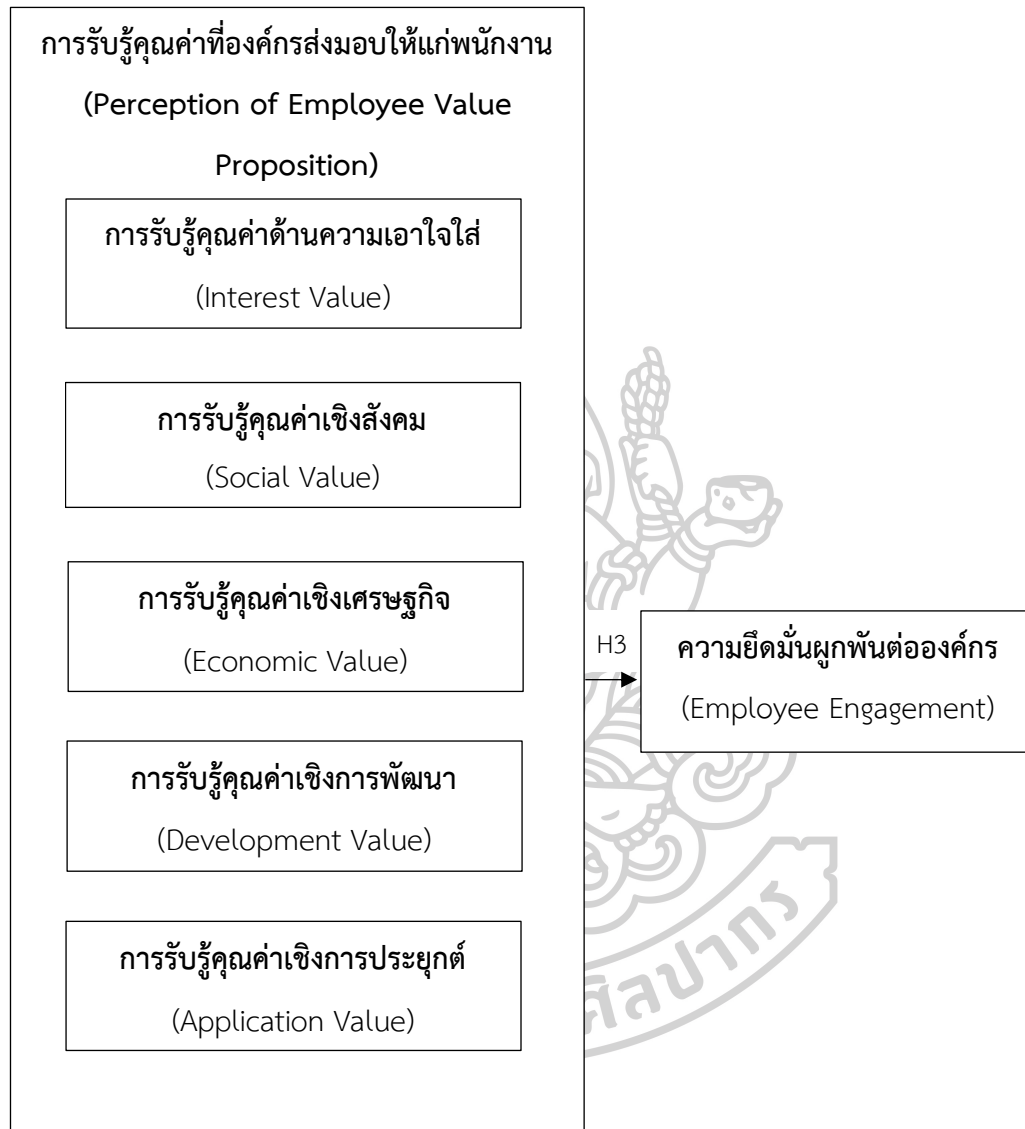 การรับรู้คุณค่าที่องค์กรส่งมอบให้แก่พนักงาน
(Perception of Employee Value
Proposition)
การรับรู้คุณค่าด้านความเอาใจใส่
(Interest Value)
การรับรู้คุณค่าเชิงสังคม
(Social Value)
การรับรู้คุณค่าเชิงเศรษฐกิจ
(Economic Value)
การรับรู้คุณค่าเชิงการพัฒนา
(Development Value)
การรับรู้คุณค่าเชิงการประยุกต์
(Application Value)
H3
ความยึดมั่นผูกพันต่อองค์กร
(Employee Engagement)
ศิลปากร